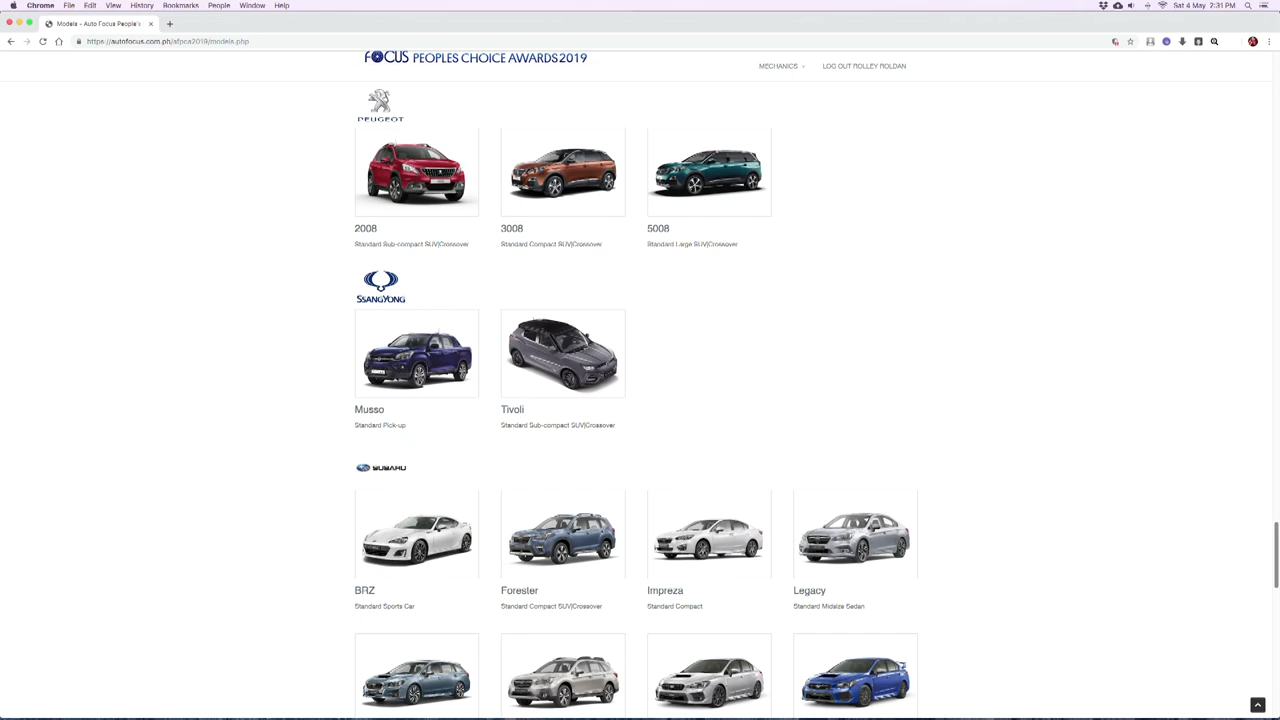 Chrome File Edit View History Bookmarks People Window Help Sat 4 May 2:31 PM
Models - Auto Focus People's
https://autofocus.com.ph/afpca2019/models.php
FOCUS PEOPLES CHOICE AWARDS 2019
MECHANICS LOG OUT ROLLEY ROLDAN
PEUGEOT
2008 3008 5008
Standard Sub-compact SUV|Crossover Standard Compact SUV|Crossover Standard Large SUV|Crossover
SSANGYONG
Musso Tivoli
Standard Pick-up Standard Sub-compact SUV|Crossover
SUBARU
BRZ Forester Impreza Legacy
Standard Sports Car Standard Compact SUV|Crossover Standard Compact Standard Midsize Sedan